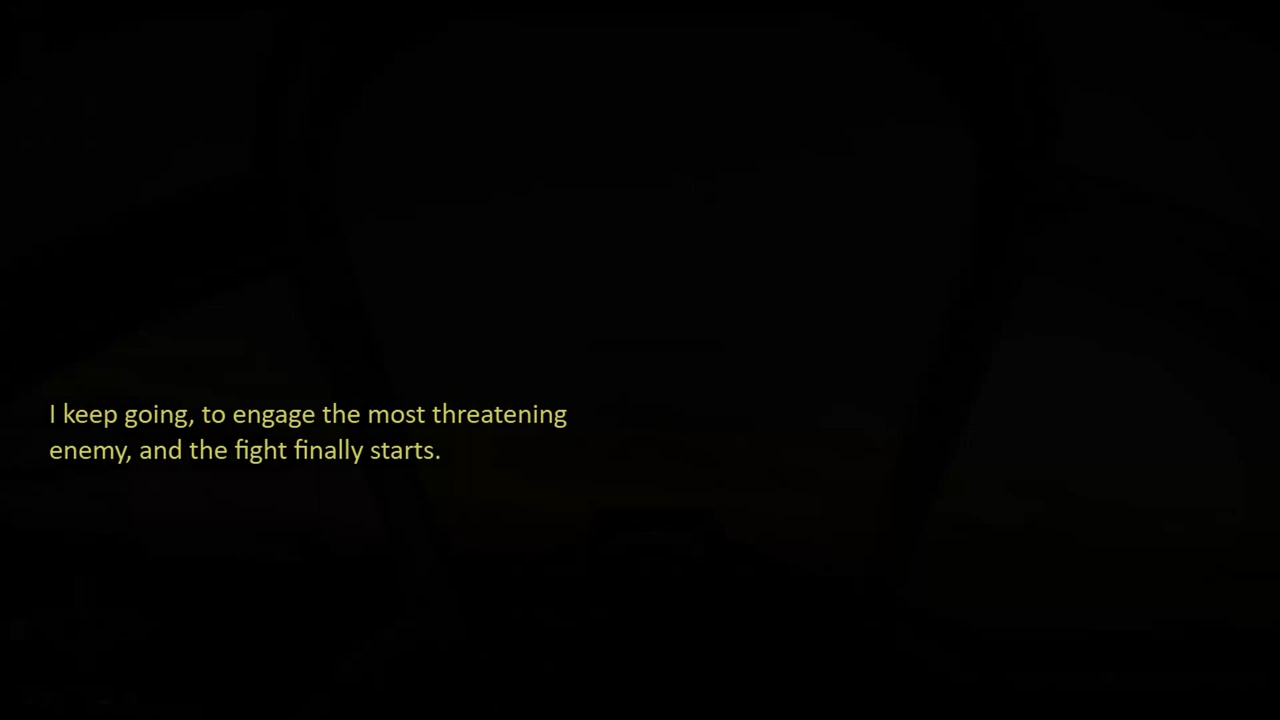 I keep going, to engage the most threatening
enemy, and the fight finally starts.